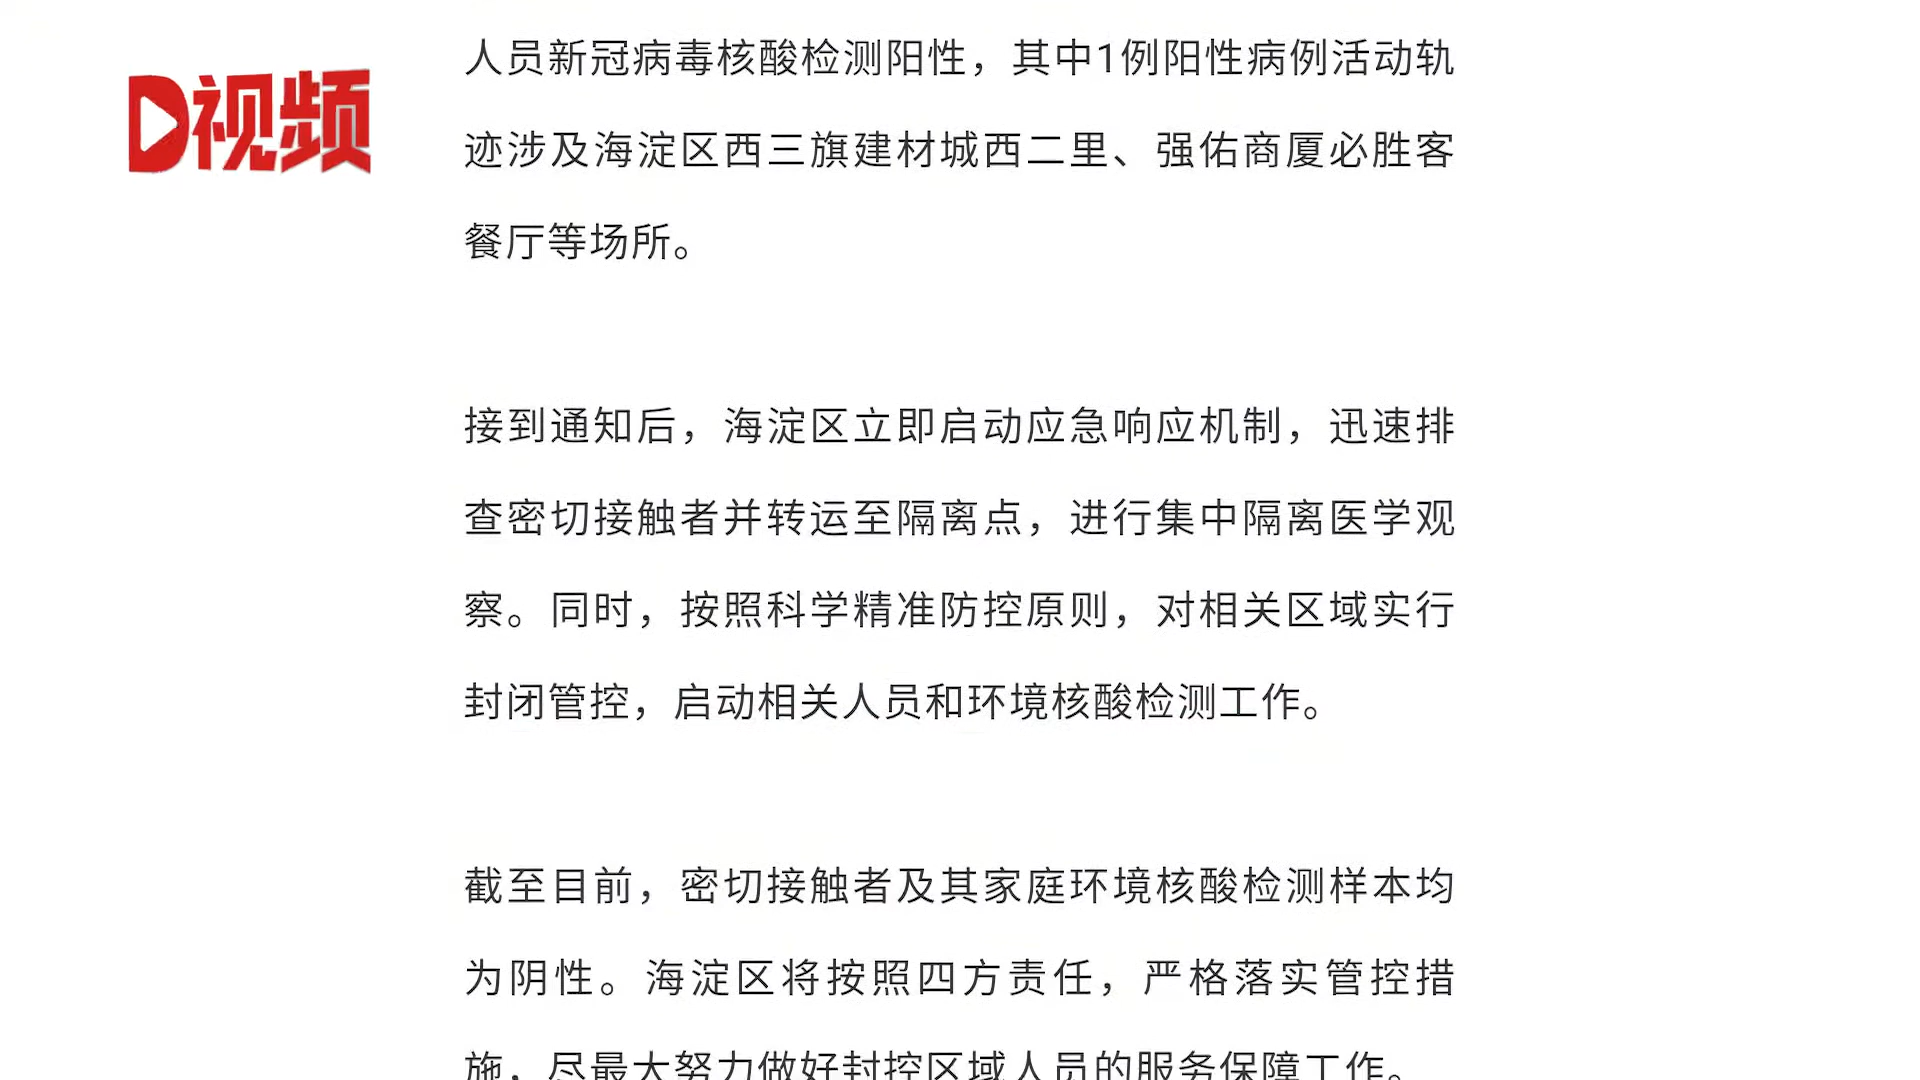 D视频
人员新冠病毒核酸检测阳性，其中1例阳性病例活动轨
迹涉及海淀区西三旗建材城西二里、强佑商厦必胜客
餐厅等场所。
接到通知后，海淀区立即启动应急响应机制，迅速排
查密切接触者并转运至隔离点，进行集中隔离医学观
察。同时，按照科学精准防控原则，对相关区域实行
封闭管控，启动相关人员和环境核酸检测工作。
截至目前，密切接触者及其家庭环境核酸检测样本均
为阴性。海淀区将按照四方责任，严格落实管控措
施，尽最大努力做好封控区域人员的服务保障工作。